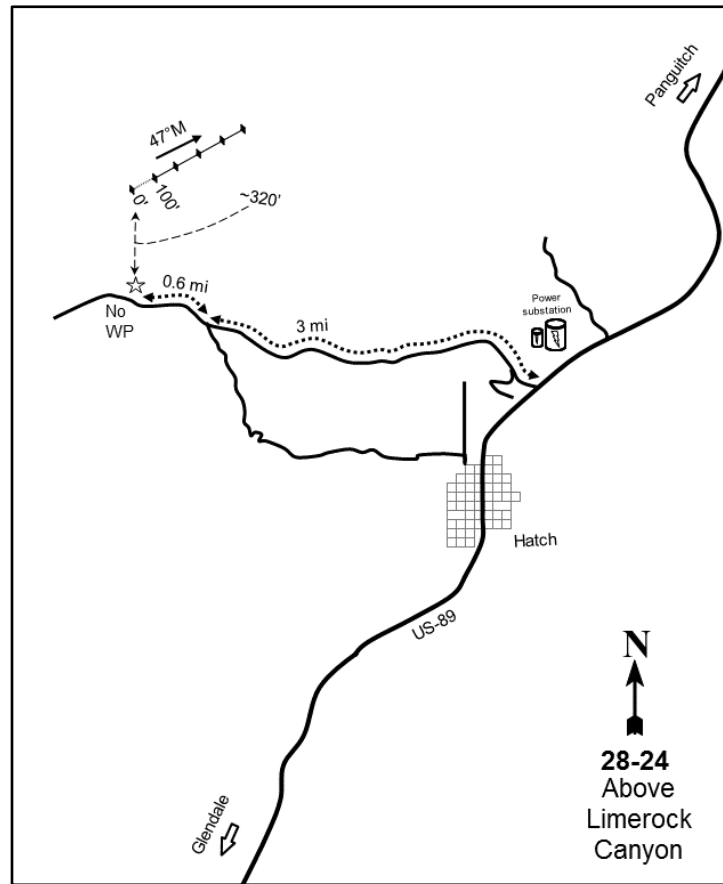 Panguitch
47°M
0'
100'
~320'
0.6 mi
No
WP
3 mi
Power
substation
Hatch
US-89
Glendale
N
28-24
Above
Limerock
Canyon